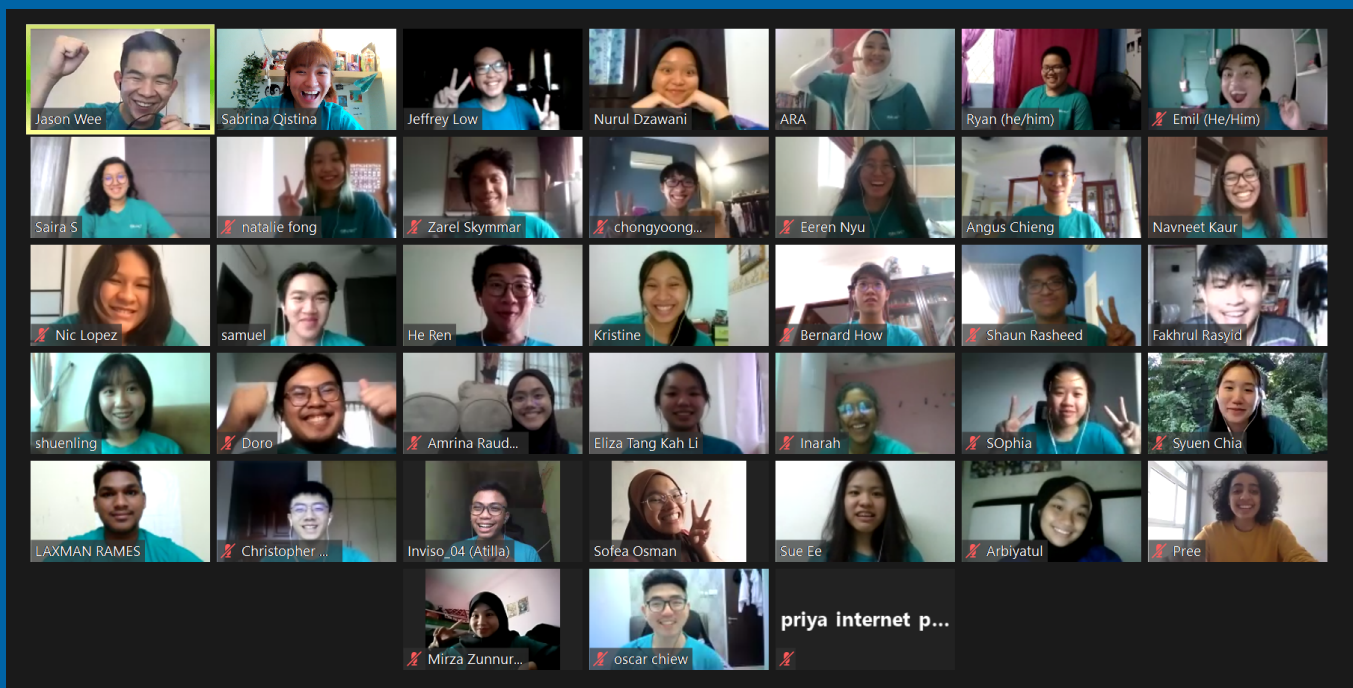 Jason Wee
Sabrina Qistina
Jeffrey Low
Nurul Dzawani
ARA
Ryan (he/him)
Emil (He/Him)
Saira S
natalie fong
Zarel Skymmar
chongyoong...
Eeren Nyu
Angus Chieng
Navneet Kaur
Nic Lopez
samuel
He Ren
Kristine
Bernard How
Shaun Rasheed
Fakhrul Rasyid
shuenling
Doro
Amrina Raud...
Eliza Tang Kah Li
Inarah
SOphia
Syuen Chia
LAXMAN RAMES
Christopher ...
Inviso_04 (Atilla)
Sofea Osman
Sue Ee
Arbiyatul
Pree
Mirza Zunnur...
oscar chiew
priya internet p...